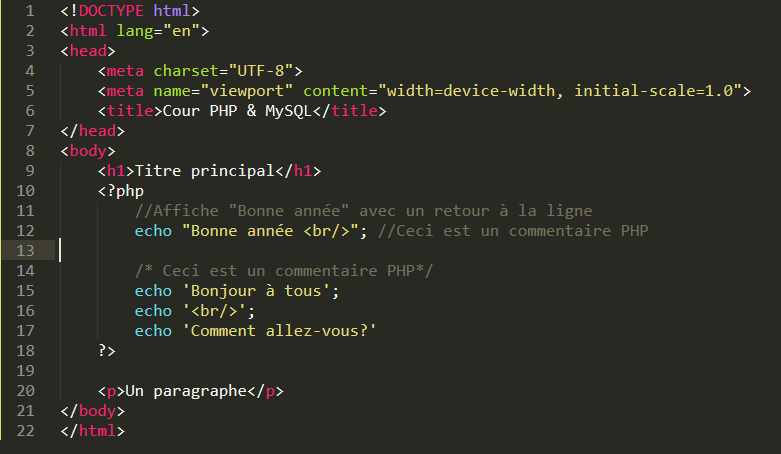 1 <!DOCTYPE html>
2 <html lang="en">
3 <head>
4     <meta charset="UTF-8">
5     <meta name="viewport" content="width=device-width, initial-scale=1.0">
6     <title>Cour PHP & MySQL</title>
7 </head>
8 <body>
9     <h1>Titre principal</h1>
10     <?php
11         //Affiche "Bonne année" avec un retour à la ligne
12         echo "Bonne année <br/>"; //Ceci est un commentaire PHP
13
14         /* Ceci est un commentaire PHP*/
15         echo 'Bonjour à tous';
16         echo '<br/>';
17         echo 'Comment allez-vous?'
18     ?>
19
20     <p>Un paragraphe</p>
21 </body>
22 </html>